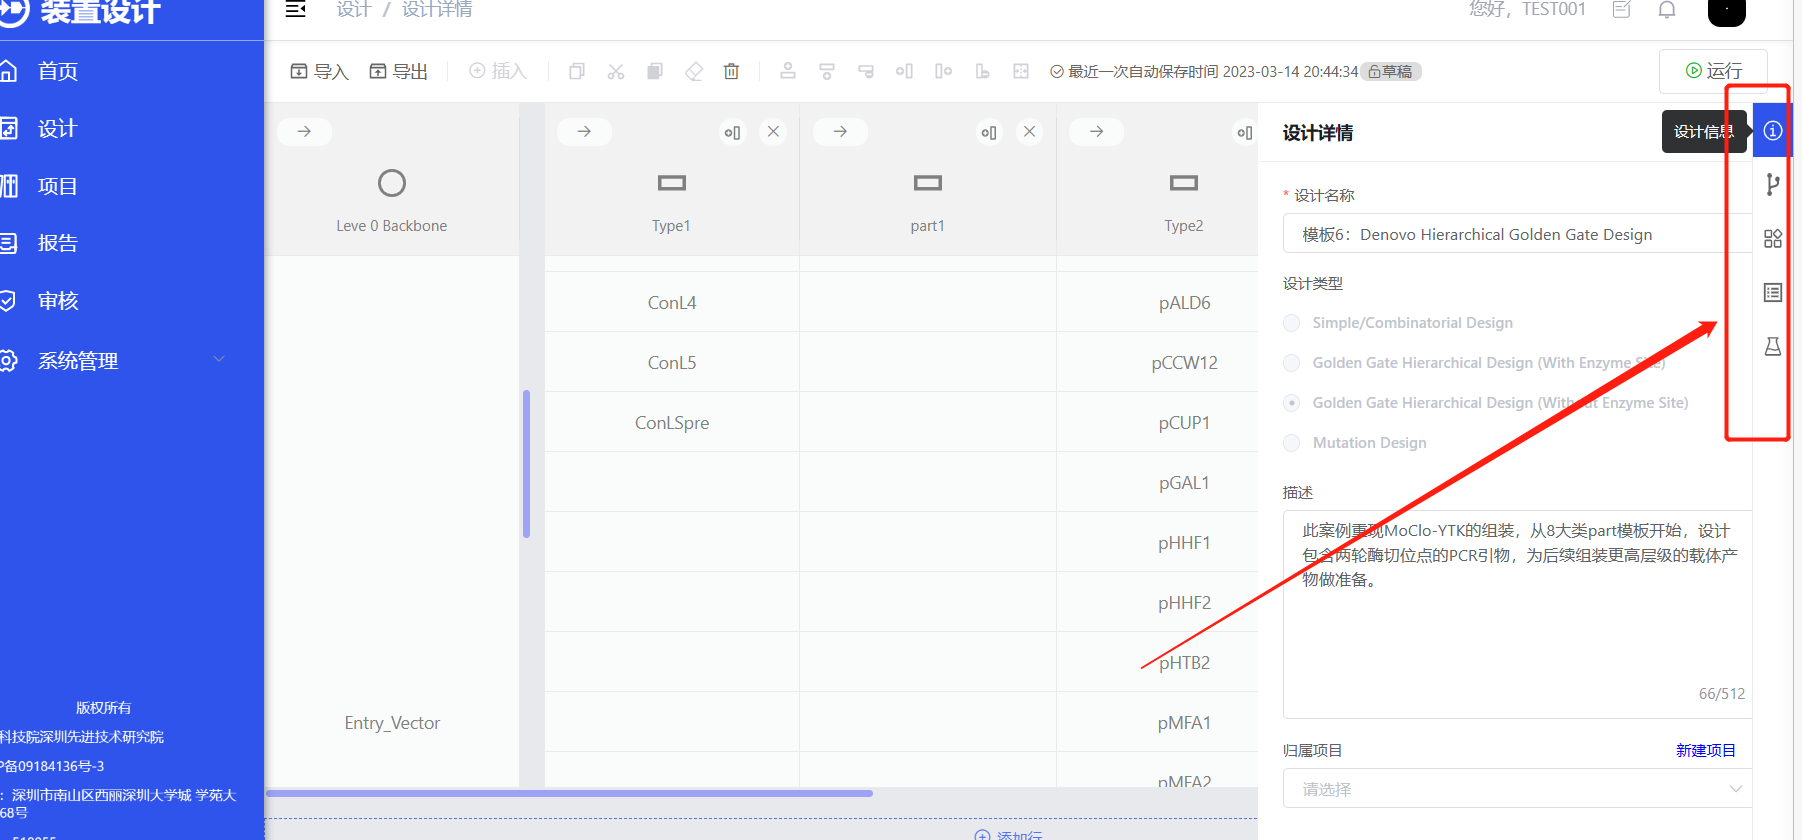 装置设计
设计 / 设计详情
您好，TEST001
首页
设计
项目
报告
审核
系统管理
版权所有
科技院深圳先进技术研究院
备09184136号-3
：深圳市南山区西丽深圳大学城 学苑大
68号
导入
导出
插入
最近一次自动保存时间 2023-03-14 20:44:34
草稿
运行
Leve 0 Backbone
Type1
part1
Type2
ConL4
pALD6
ConL5
pCCW12
ConLSpre
pCUP1
pGAL1
pHHF1
pHHF2
pHTB2
Entry_Vector
pMFA1
pMFA2
添加行
设计详情
设计信息
* 设计名称
模板6：Denovo Hierarchical Golden Gate Design
设计类型
Simple/Combinatorial Design
Golden Gate Hierarchical Design (With Enzyme Site)
Golden Gate Hierarchical Design (Without Enzyme Site)
Mutation Design
描述
此案例重现MoClo-YTK的组装，从8大类part模板开始，设计
包含两轮酶切位点的PCR引物，为后续组装更高层级的载体产
物做准备。
66/512
归属项目
新建项目
请选择